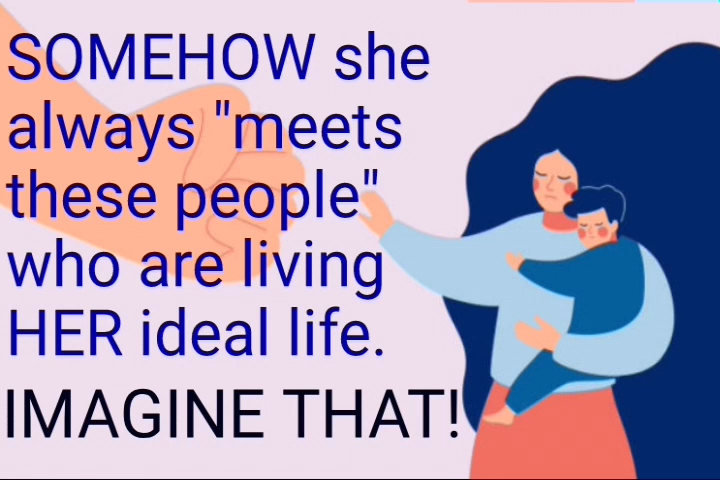 SOMEHOW she
always "meets
these people"
who are living
HER ideal life.
IMAGINE THAT!